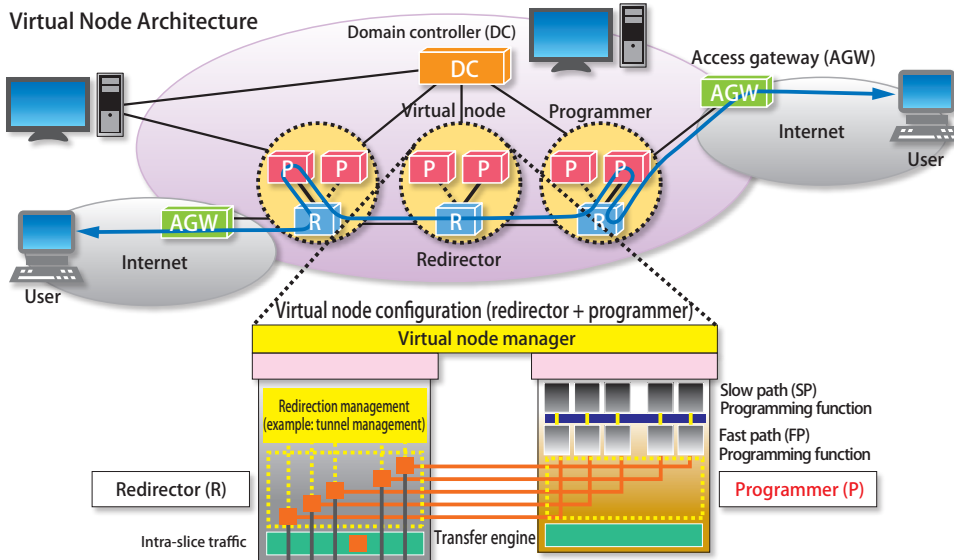 Virtual Node Architecture
Domain controller (DC)
DC
Access gateway (AGW)
AGW
Internet
User
Virtual node
Programmer
P
P
P
P
P
P
R
R
R
AGW
Internet
User
Redirector
Virtual node configuration (redirector + programmer)
Virtual node manager
Redirection management
(example: tunnel management)
Slow path (SP)
Programming function
Fast path (FP)
Programming function
Redirector (R)
Programmer (P)
Intra-slice traffic
Transfer engine